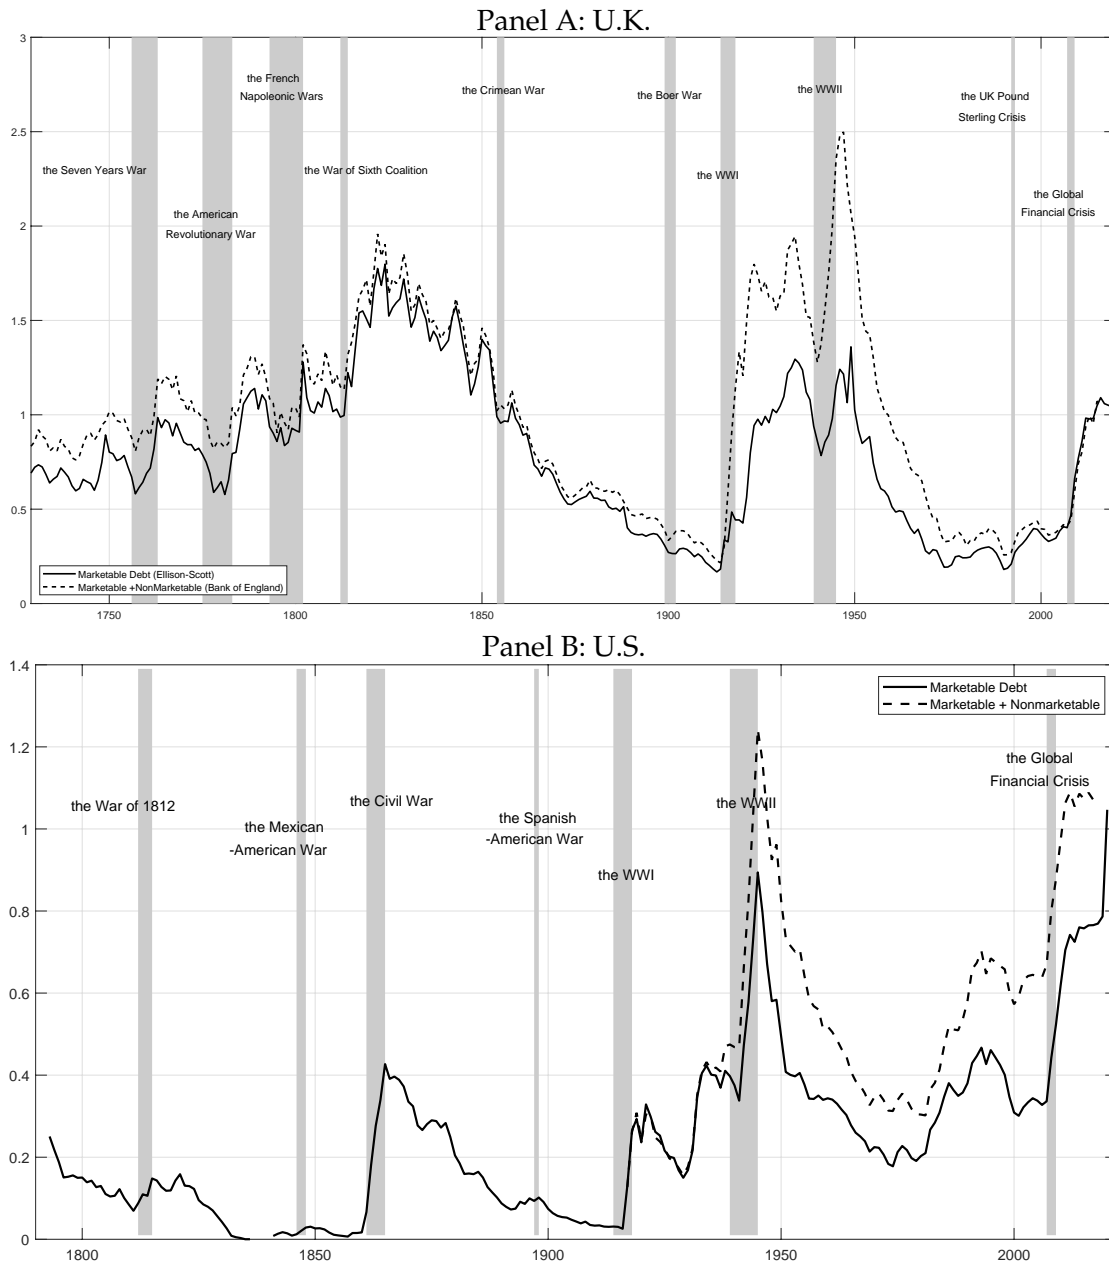 Panel A: U.K.
3
2.5
2
1.5
1
0.5
0
the French
Napoleonic Wars
the Crimean War
the Boer War
the WWII
the UK Pound
Sterling Crisis
the Seven Years War
the War of Sixth Coalition
the WWI
the American
Revolutionary War
the Global
Financial Crisis
Marketable Debt (Ellison-Scott)
Marketable +NonMarketable (Bank of England)
1750
1800
1850
1900
1950
2000
Panel B: U.S.
1.4
1.2
1
0.8
0.6
0.4
0.2
0
Marketable Debt
Marketable + Nonmarketable
the War of 1812
the Mexican
-American War
the Civil War
the Spanish
-American War
the WWI
the WWII
the Global
Financial Crisis
1800
1850
1900
1950
2000